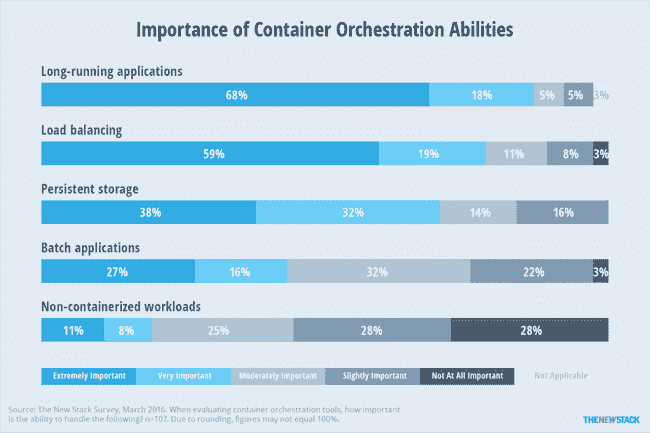 Importance of Container Orchestration Abilities
Long-running applications
68% 18% 5% 5% 3%
Load balancing
59% 19% 11% 8% 3%
Persistent storage
38% 32% 14% 16%
Batch applications
27% 16% 32% 22% 3%
Non-containerized workloads
11% 8% 25% 28% 28%
Extremely Important Very Important Moderately Important Slightly Important Not At All Important Not Applicable
Source: The New Stack Survey, March 2016. When evaluating container orchestration tools, how important
is the ability to handle the following? n=107. Due to rounding, figures may not equal 100%.
THENEWSTACK